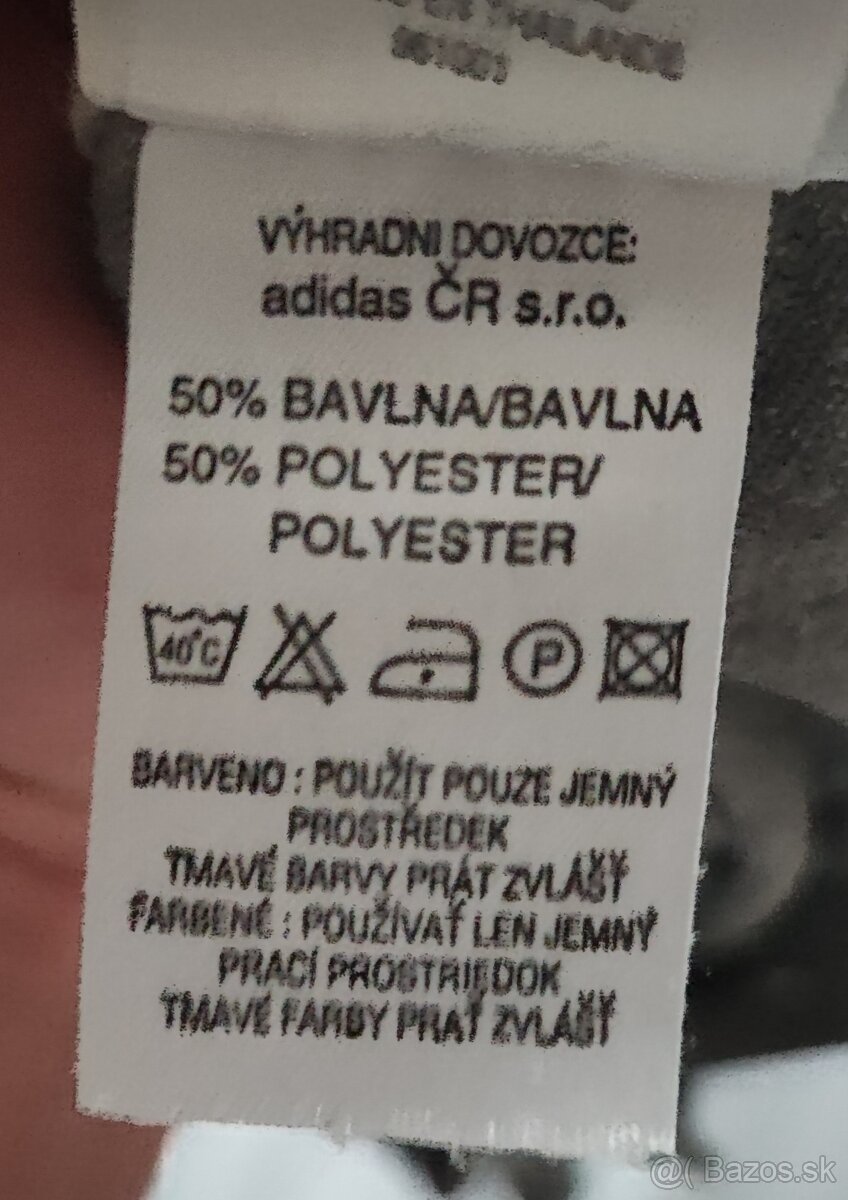 THAILANDE
VÝHRADNI DOVOZCE:
adidas ČR s.r.o.
50% BAVLNA/BAVLNA
50% POLYESTER/
POLYESTER
40°C P
BARVENO : POUŽÍT POUZE JEMNÝ
PROSTŘEDEK
TMAVÉ BARVY PRÁT ZVLÁŠŤ
FARBENÉ : POUŽÍVAŤ LEN JEMNÝ
PRACÍ PROSTRIEDOK
TMAVÉ FARBY PRAŤ ZVLÁŠŤ
@( Bazos.sk